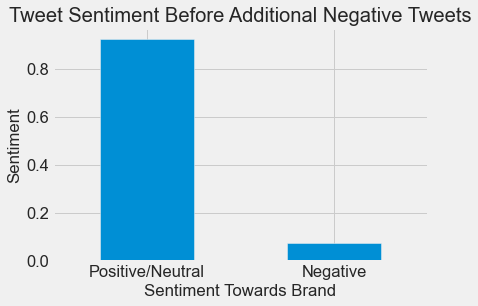 Tweet Sentiment Before Additional Negative Tweets
0.8
0.6
0.4
0.2
0.0
Sentiment
Positive/Neutral Negative
Sentiment Towards Brand